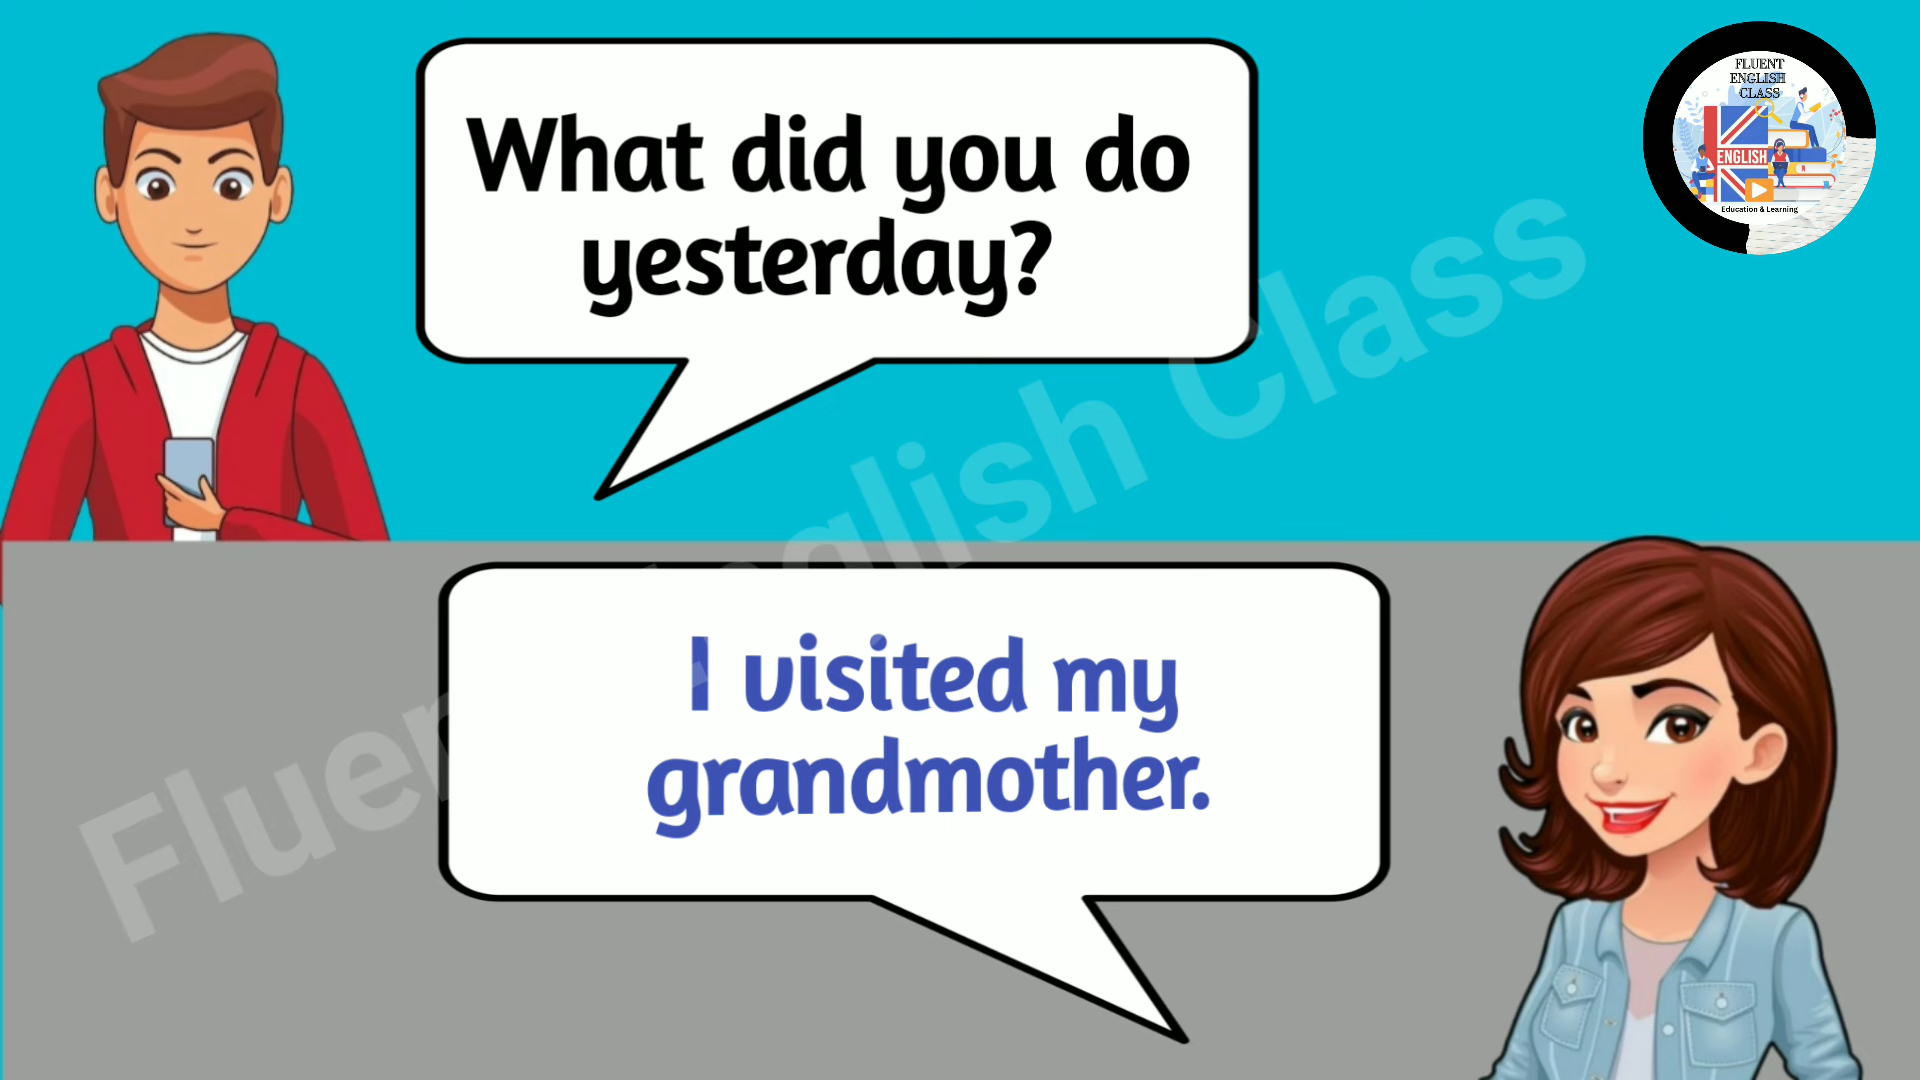 What did you do
yesterday?
FLUENT
ENGLISH
CLASS
ENGLISH
Education & Learning
I visited my
grandmother.
Fluent English Class